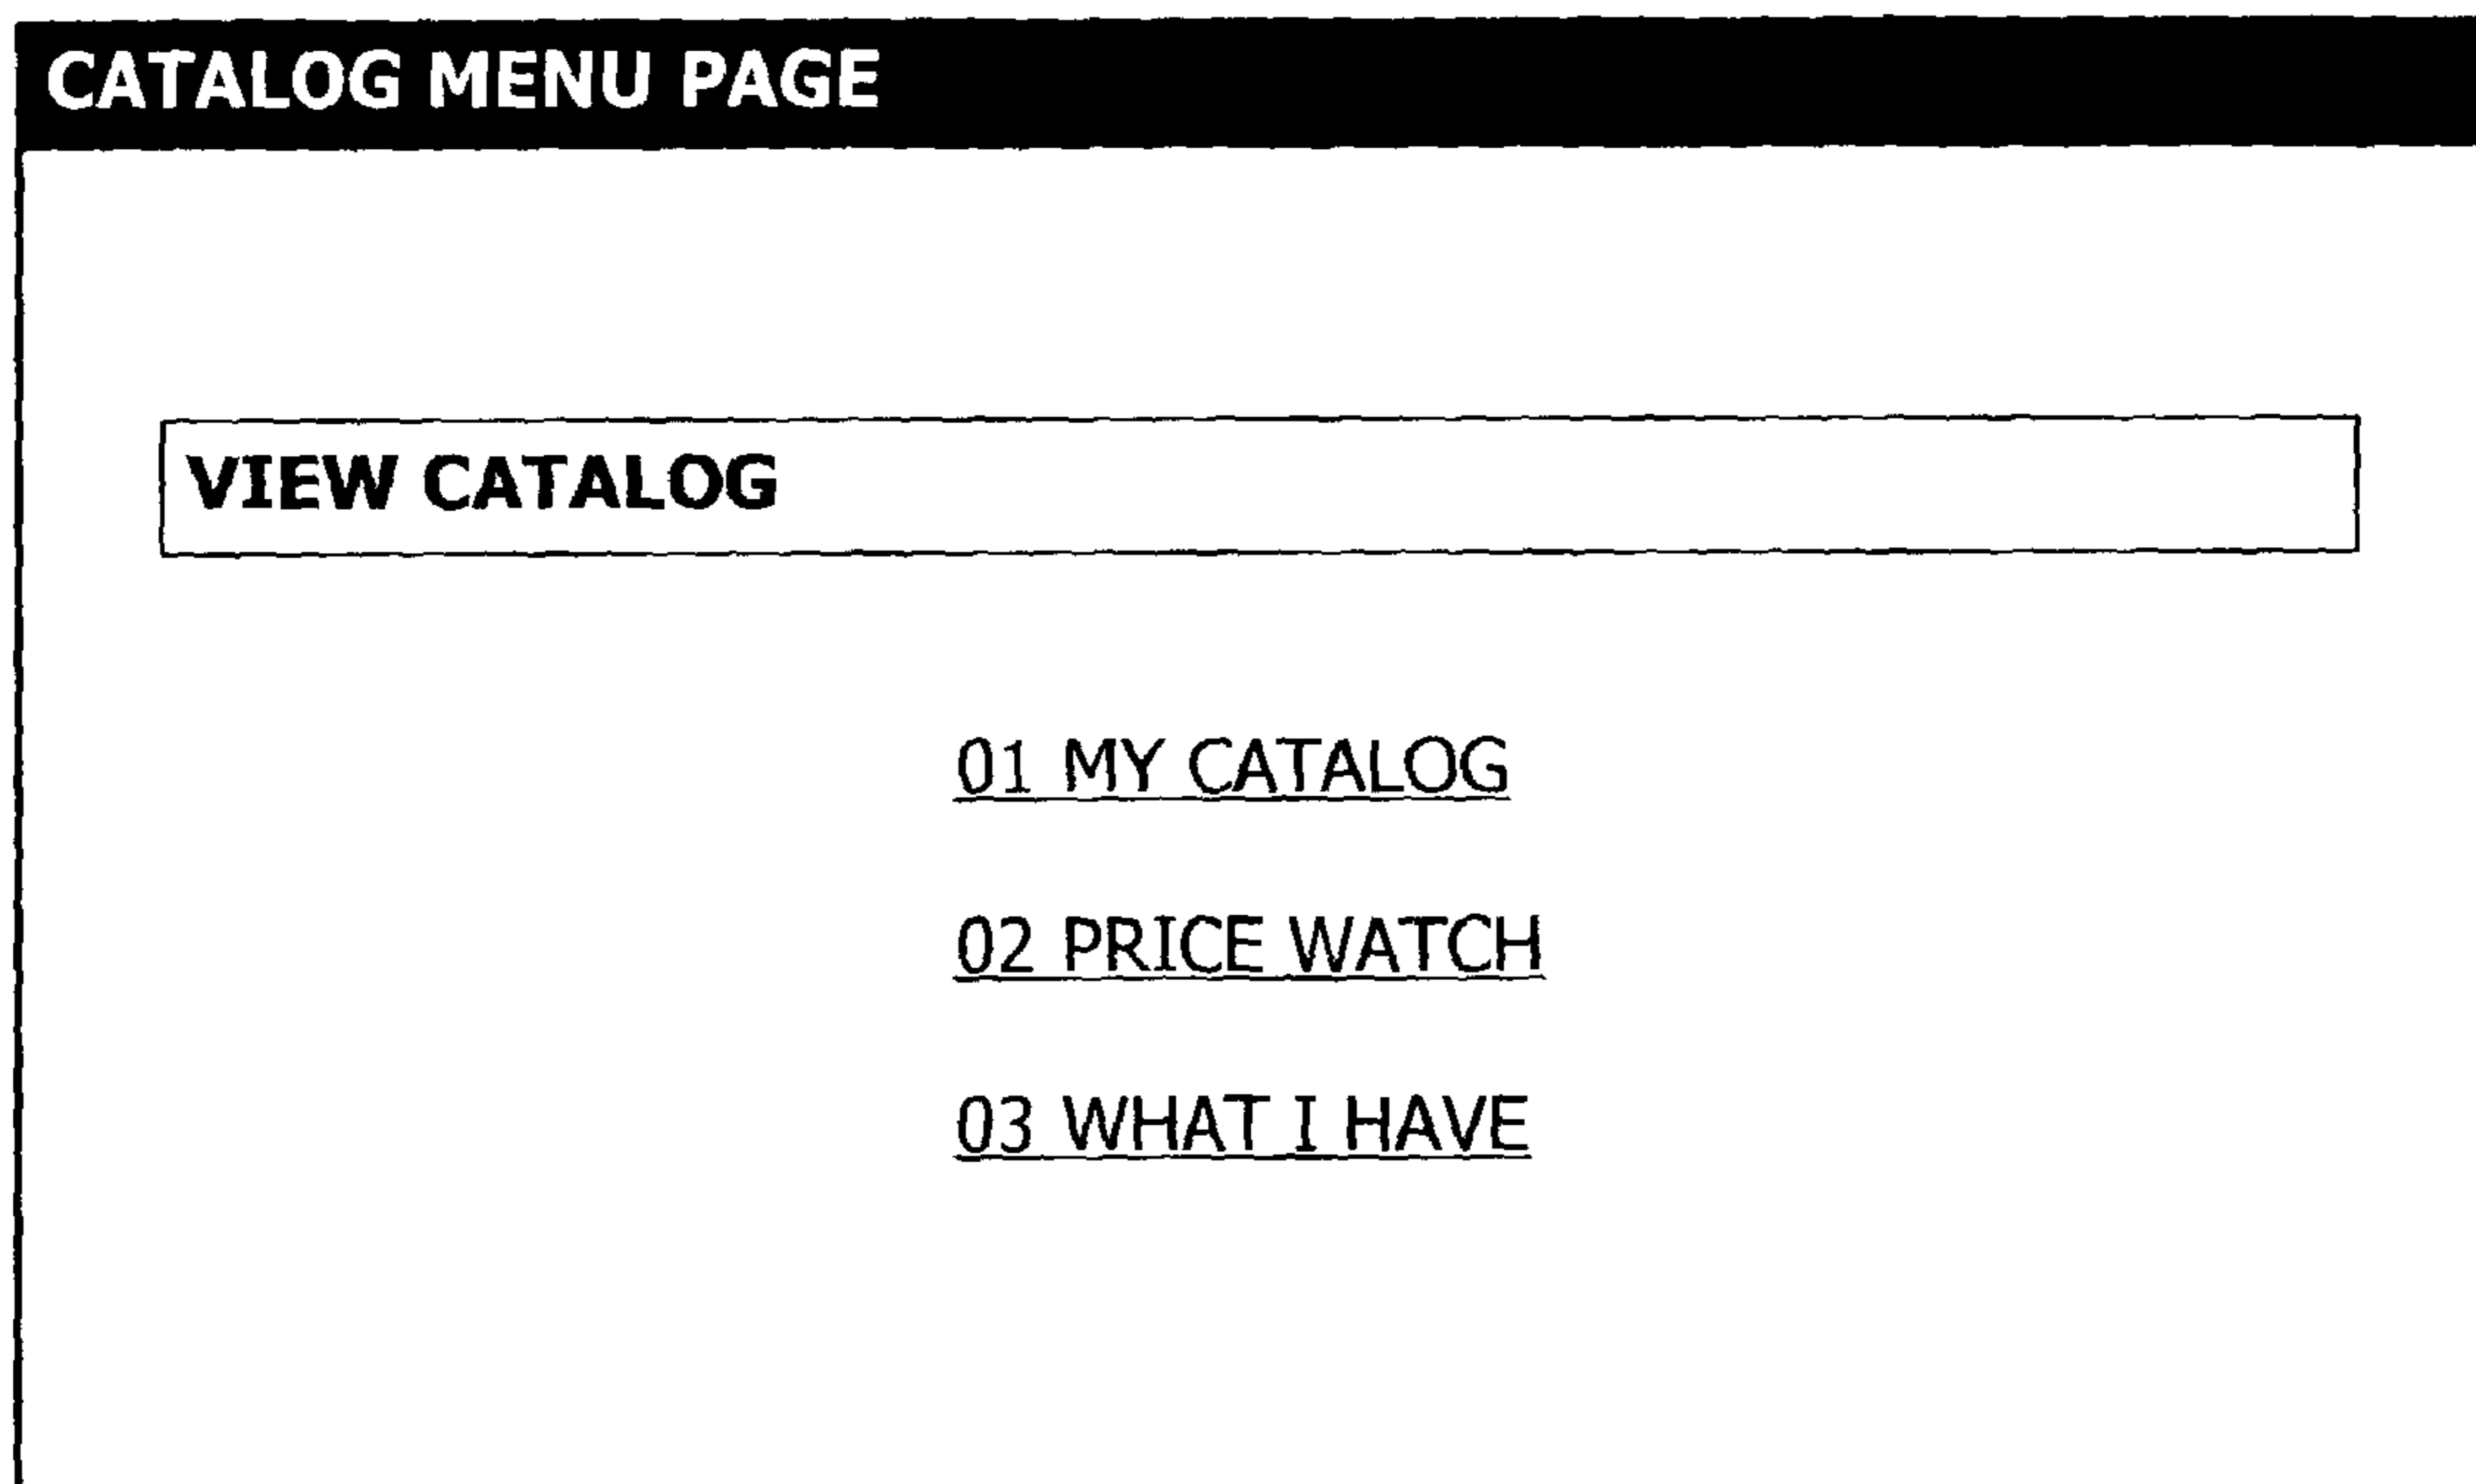 CATALOG MENU PAGE
VIEW CATALOG
01 MY CATALOG
02 PRICE WATCH
03 WHAT I HAVE